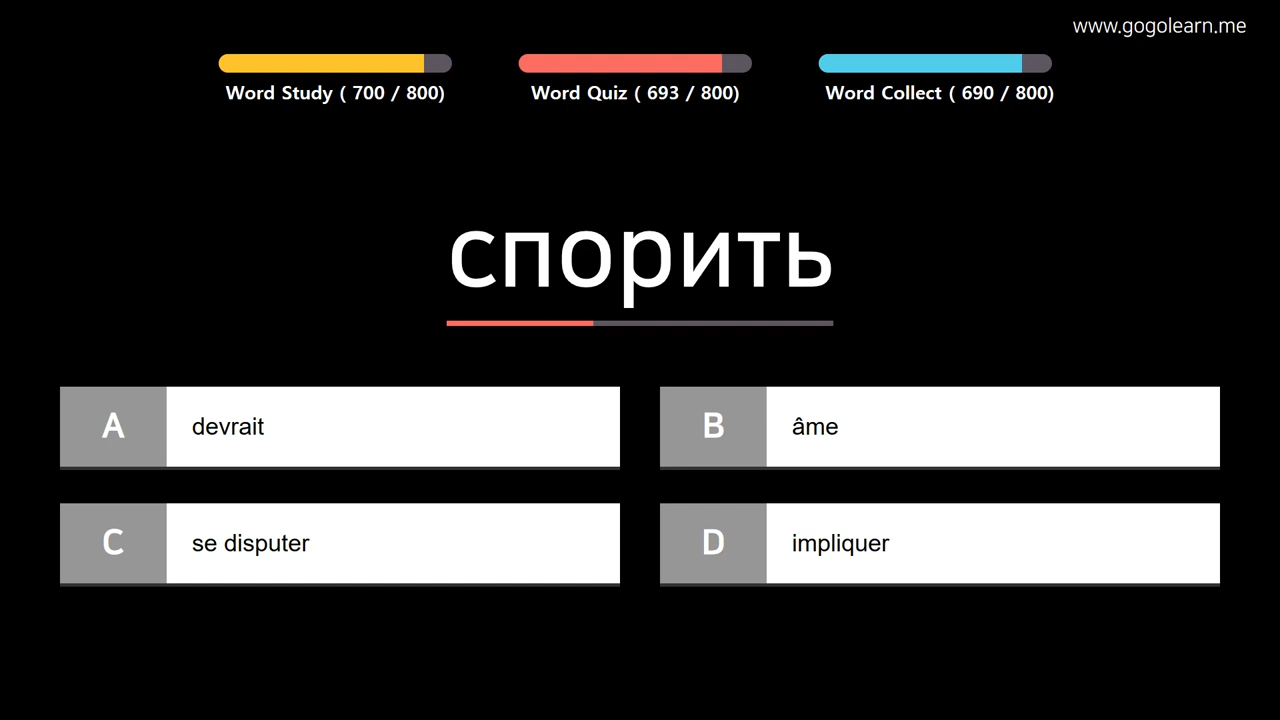 www.gogolearn.me
Word Study ( 700 / 800)
Word Quiz ( 693 / 800)
Word Collect ( 690 / 800)
спорить
A devrait
B âme
C se disputer
D impliquer